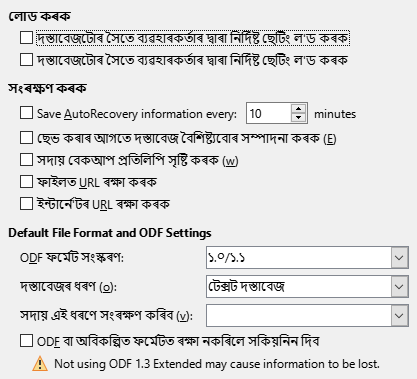 লোড কৰক
দস্তাবেজটোৰ সৈতে ব্যৱহাৰকৰ্তাৰ দ্বাৰা নিৰ্দিষ্ট ছেটিং ল'ড কৰক
দস্তাবেজটোৰ সৈতে ব্যৱহাৰকৰ্তাৰ দ্বাৰা নিৰ্দিষ্ট ছেটিং ল'ড কৰক
সংৰক্ষণ কৰক
Save AutoRecovery information every: 10 minutes
ছেভ কৰাৰ আগতে দস্তাবেজ বৈশিষ্ট্যবোৰ সম্পাদনা কৰক (E)
সদায় বেকআপ প্ৰতিলিপি সৃষ্টি কৰক (w)
ফাইলত URL ৰক্ষা কৰক
ইন্টাৰ্নে'টৰ URL ৰক্ষা কৰক
Default File Format and ODF Settings
ODF ফৰ্মেট সংস্কৰণ: ১.০/১.১
দস্তাবেজৰ ধৰণ (o): টেক্সট দস্তাবেজ
সদায় এই ধৰণে সংৰক্ষণ কৰিব (v):
ODF বা অবিকল্পিত ফৰ্মেটত ৰক্ষা নকৰিলে সকিয়নি দিব
Not using ODF 1.3 Extended may cause information to be lost.